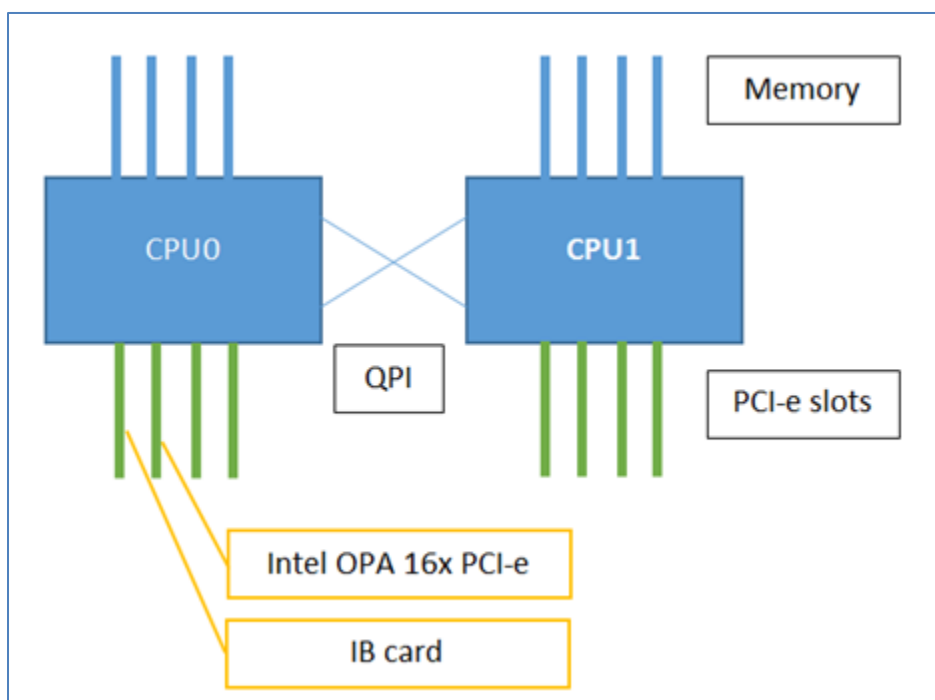 Memory
CPU0
CPU1
QPI
PCI-e slots
Intel OPA 16x PCI-e
IB card